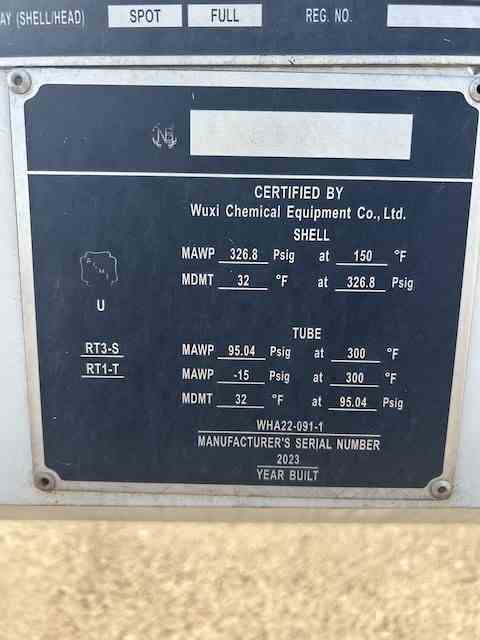 AY (SHELL/HEAD) SPOT FULL REG. NO.
NB
CERTIFIED BY
Wuxi Chemical Equipment Co., Ltd.
SHELL
MAWP 326.8 Psig at 150 °F
MDMT 32 °F at 326.8 Psig
U
TUBE
RT3-S
MAWP 95.04 Psig at 300 °F
RT1-T
MAWP -15 Psig at 300 °F
MDMT 32 °F at 95.04 Psig
WHA22-091-1
MANUFACTURER'S SERIAL NUMBER
2023
YEAR BUILT